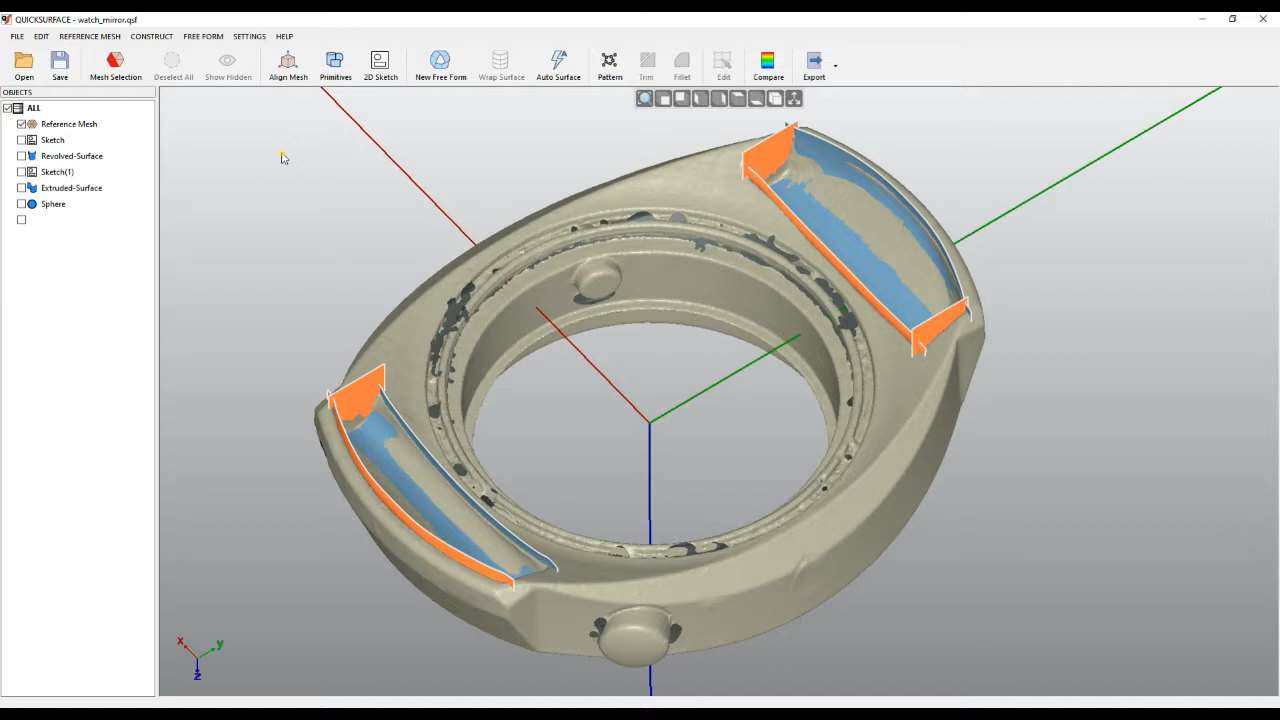 QUICKSURFACE - watch_mirror.qsf
FILE EDIT REFERENCE MESH CONSTRUCT FREE FORM SETTINGS HELP
Open Save Mesh Selection Deselect All Show Hidden Align Mesh Primitives 2D Sketch New Free Form Wrap Surface Auto Surface Pattern Trim Fillet Edit Compare Export
OBJECTS
ALL
Reference Mesh
Sketch
Revolved-Surface
Sketch(1)
Extruded-Surface
Sphere
x y
z